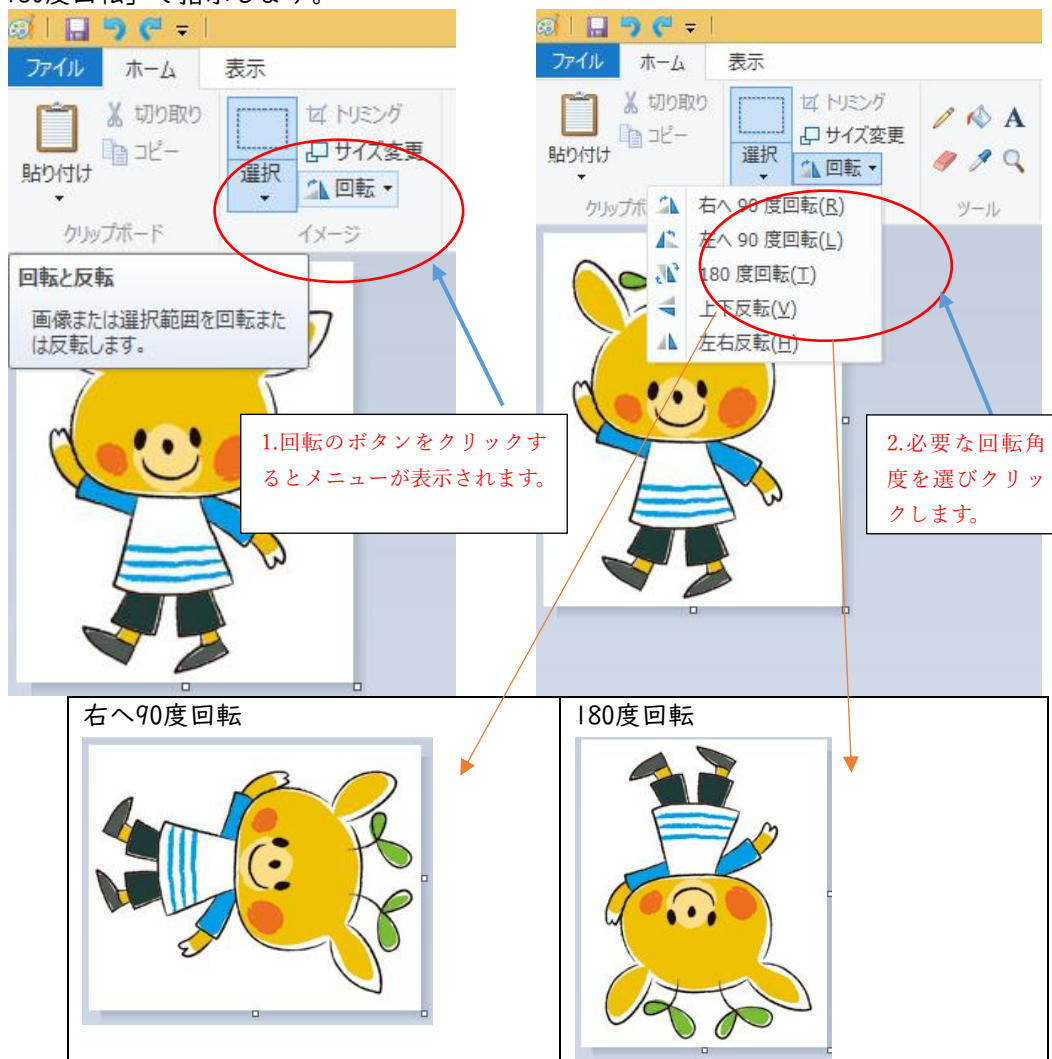 180度回転」で指示します。
ファイル ホーム 表示
切り取り
コピー
貼り付け
クリップボード
選択
トリミング
サイズ変更
回転
イメージ
回転と反転
画像または選択範囲を回転また
は反転します。
1.回転のボタンをクリックす
るとメニューが表示されます。
ファイル ホーム 表示
切り取り
コピー
貼り付け
クリップボ
選択
トリミング
サイズ変更
回転
A
ツール
右へ 90 度回転(R)
左へ 90 度回転(L)
180 度回転(T)
上下反転(V)
左右反転(H)
2.必要な回転角
度を選びクリッ
クします。
右へ90度回転
180度回転